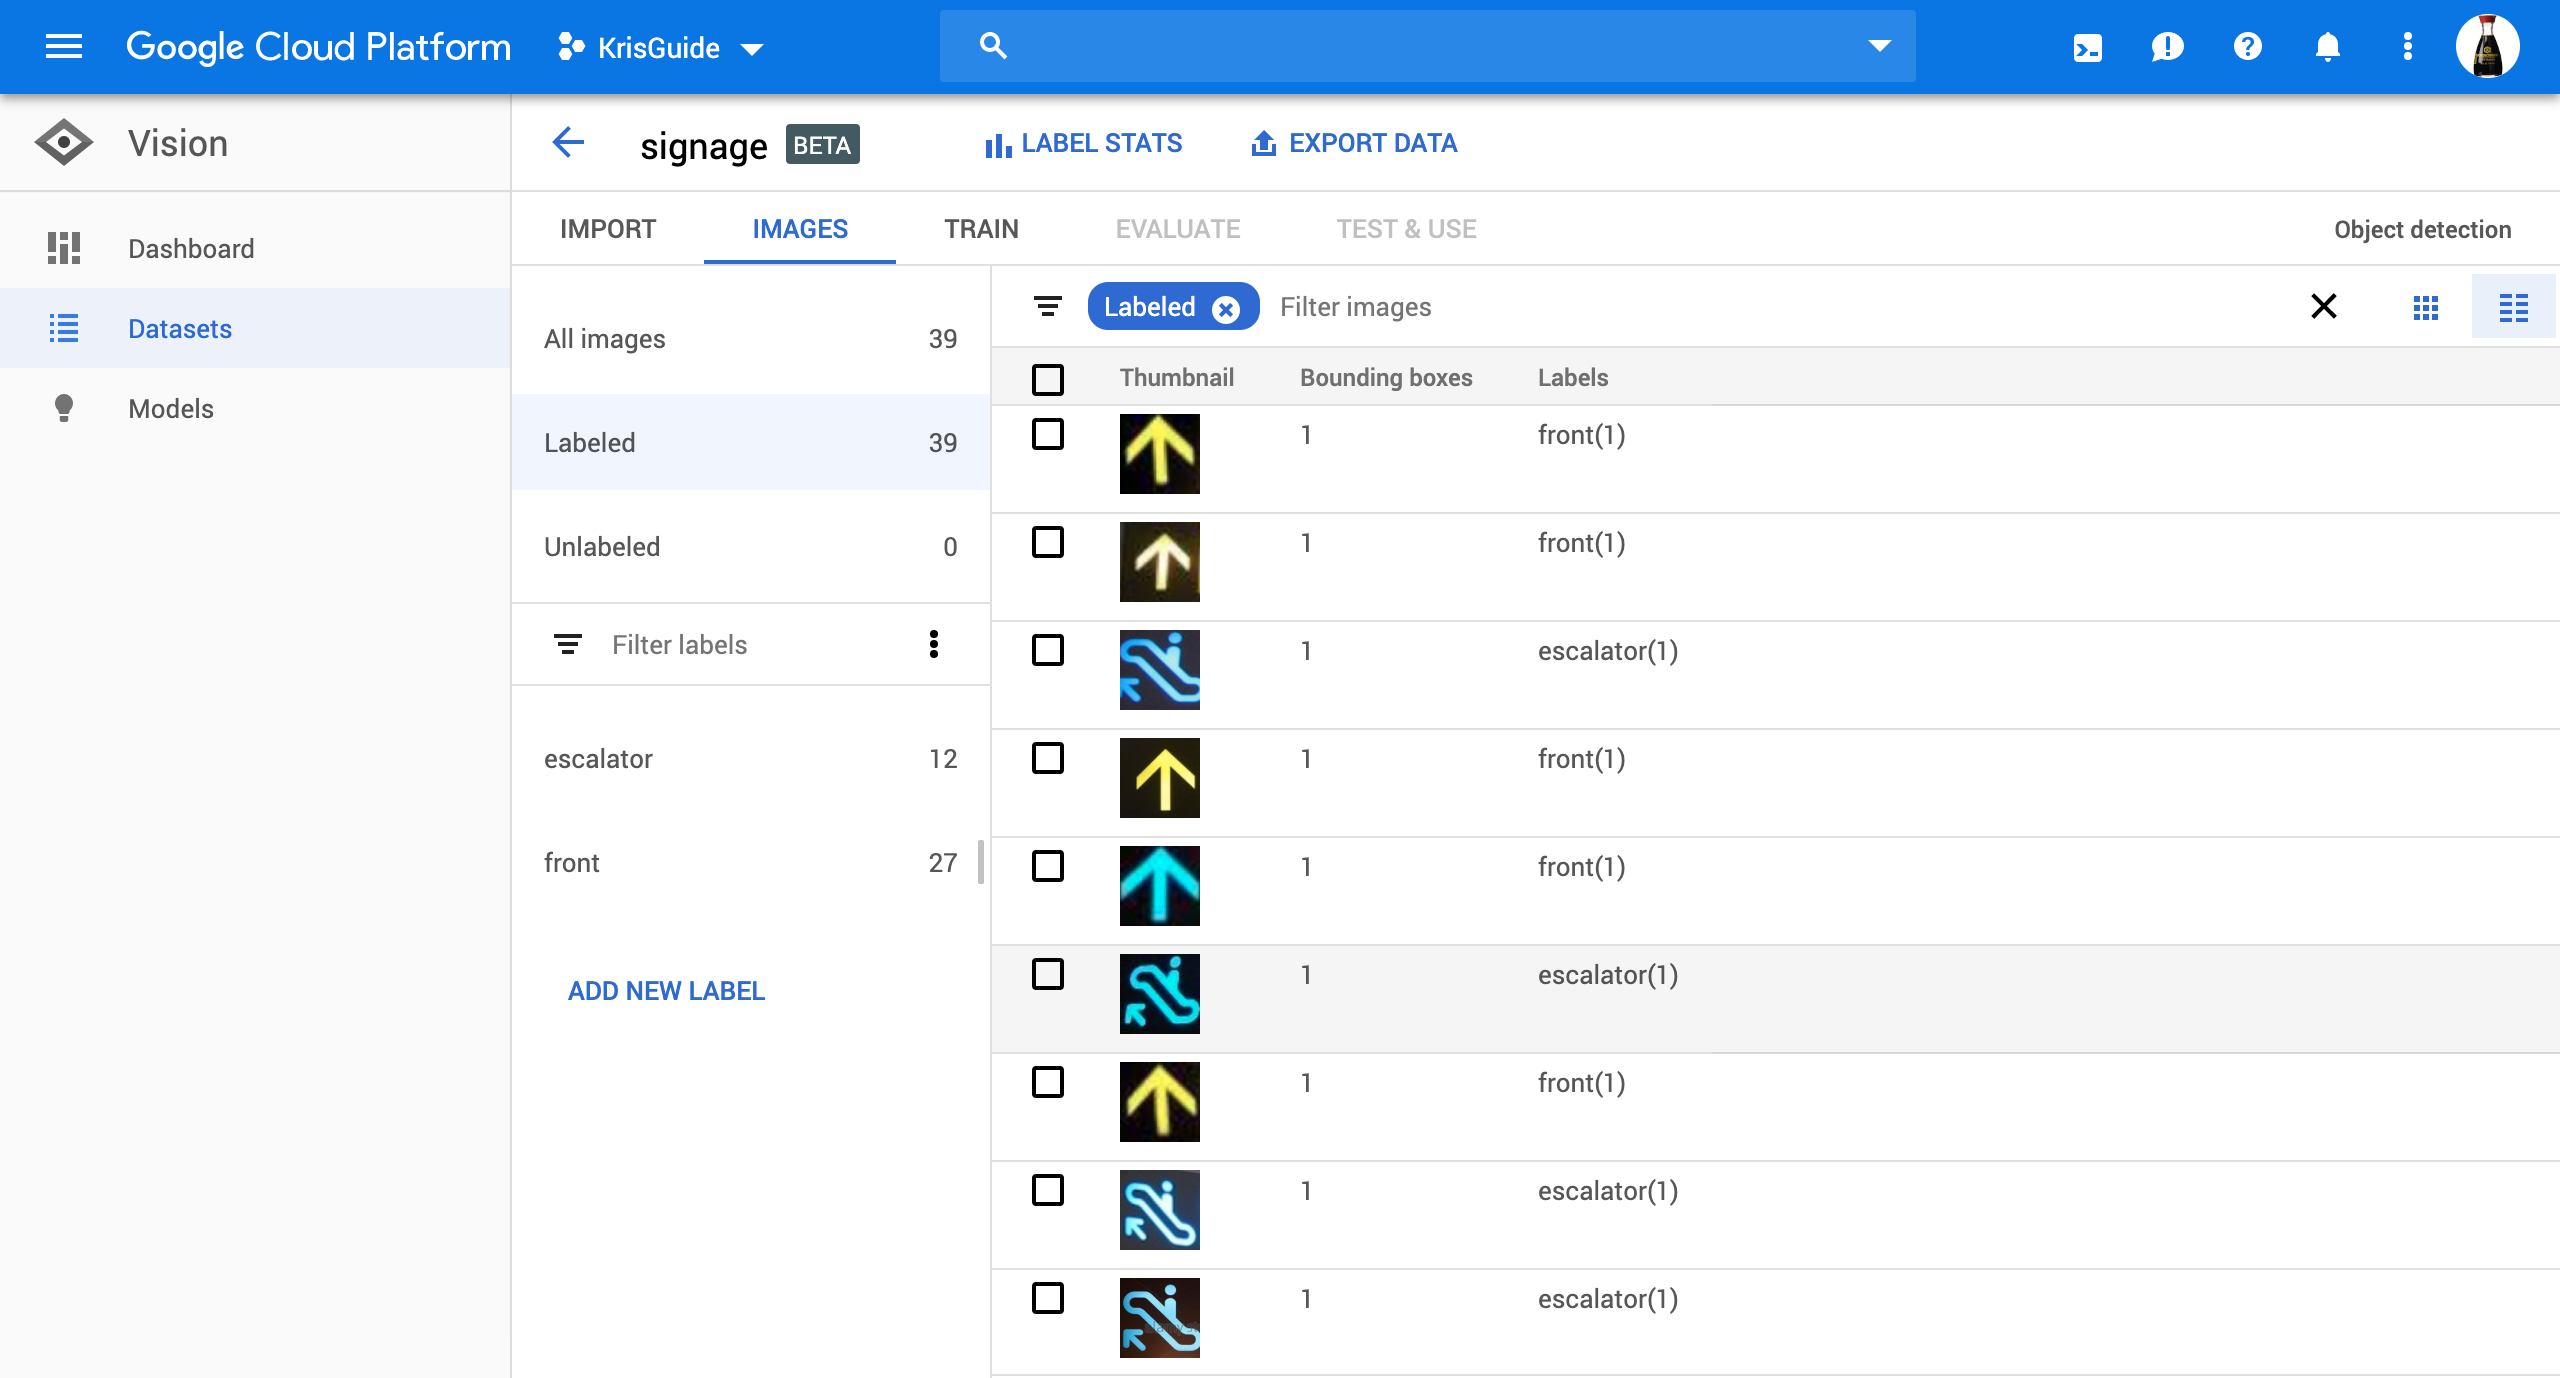 Google Cloud Platform KrisGuide
Vision
signage BETA LABEL STATS EXPORT DATA
Dashboard
Datasets
Models
IMPORT IMAGES TRAIN EVALUATE TEST & USE Object detection
All images 39
Labeled 39
Unlabeled 0
Filter labels
escalator 12
front 27
ADD NEW LABEL
Labeled Filter images
Thumbnail Bounding boxes Labels
1 front(1)
1 front(1)
1 escalator(1)
1 front(1)
1 front(1)
1 escalator(1)
1 front(1)
1 escalator(1)
1 escalator(1)